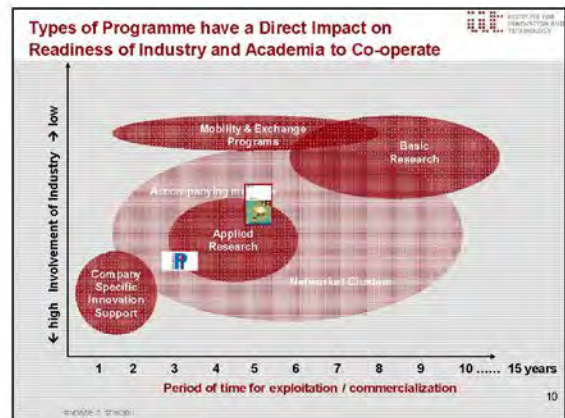 Types of Programme have a Direct Impact on
Readiness of Industry and Academia to Co-operate
INSTITUTE FOR
INNOVATION AND
TECHNOLOGY
← high Involvement of Industry → low
Mobility & Exchange
Programs
Basic
Research
Accompanying
Applied
Research
Company
Specific
Innovation
Support
Networks/
1 2 3 4 5 6 7 8 9 10 ...... 15 years
Period of time for exploitation / commercialization
10